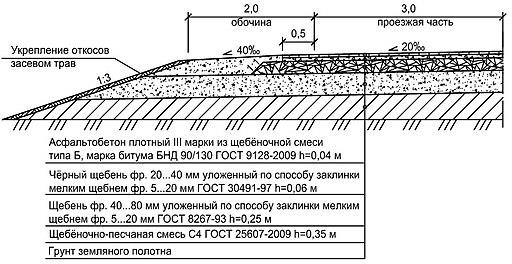 2,0
3,0
обочина
проезжая часть
0,5
40‰
20‰
Укрепление откосов
засевом трав
1:3
Асфальтобетон плотный III марки из щебёночной смеси
типа Б, марка битума БНД 90/130 ГОСТ 9128-2009 h=0,04 м
Чёрный щебень фр. 20...40 мм уложенный по способу заклинки
мелким щебнем фр. 5...20 мм ГОСТ 30491-97 h=0,06 м
Щебень фр. 40...80 мм уложенный по способу заклинки мелким
щебнем фр. 5...20 мм ГОСТ 8267-93 h=0,25 м
Щебёночно-песчаная смесь С4 ГОСТ 25607-2009 h=0,35 м
Грунт земляного полотна